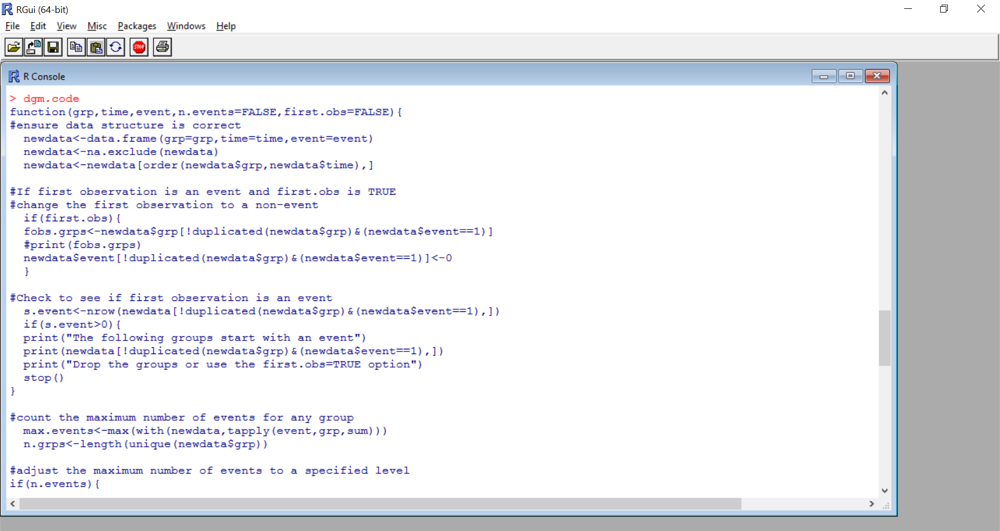 RGui (64-bit)
File Edit View Misc Packages Windows Help
STOP
R Console
> dgm.code
function(grp,time,event,n.events=FALSE,first.obs=FALSE){
#ensure data structure is correct
  newdata<-data.frame(grp=grp,time=time,event=event)
  newdata<-na.exclude(newdata)
  newdata<-newdata[order(newdata$grp,newdata$time),]
#If first observation is an event and first.obs is TRUE
#change the first observation to a non-event
  if(first.obs){
  fobs.grps<-newdata$grp[!duplicated(newdata$grp)&(newdata$event==1)]
  #print(fobs.grps)
  newdata$event[!duplicated(newdata$grp)&(newdata$event==1)]<-0
  }
#Check to see if first observation is an event
  s.event<-nrow(newdata[!duplicated(newdata$grp)&(newdata$event==1),])
  if(s.event>0){
  print("The following groups start with an event")
  print(newdata[!duplicated(newdata$grp)&(newdata$event==1),])
  print("Drop the groups or use the first.obs=TRUE option")
  stop()
}
#count the maximum number of events for any group
  max.events<-max(with(newdata,tapply(event,grp,sum)))
  n.grps<-length(unique(newdata$grp))
#adjust the maximum number of events to a specified level
if(n.events){